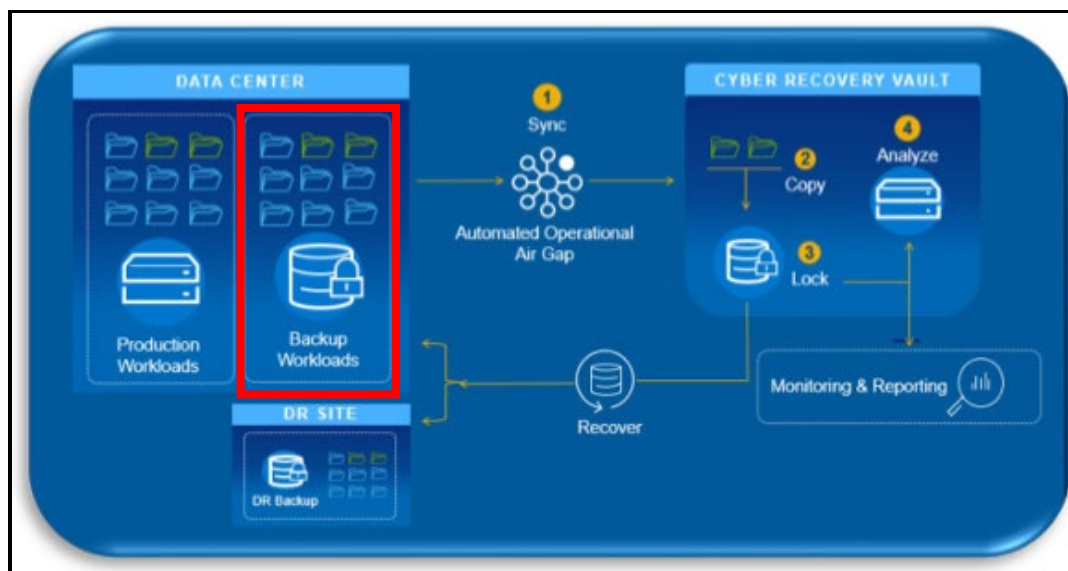 DATA CENTER
Production
Workloads
Backup
Workloads
DR SITE
DR Backup
1
Sync
Automated Operational
Air Gap
Recover
CYBER RECOVERY VAULT
2
Copy
3
Lock
4
Analyze
Monitoring & Reporting